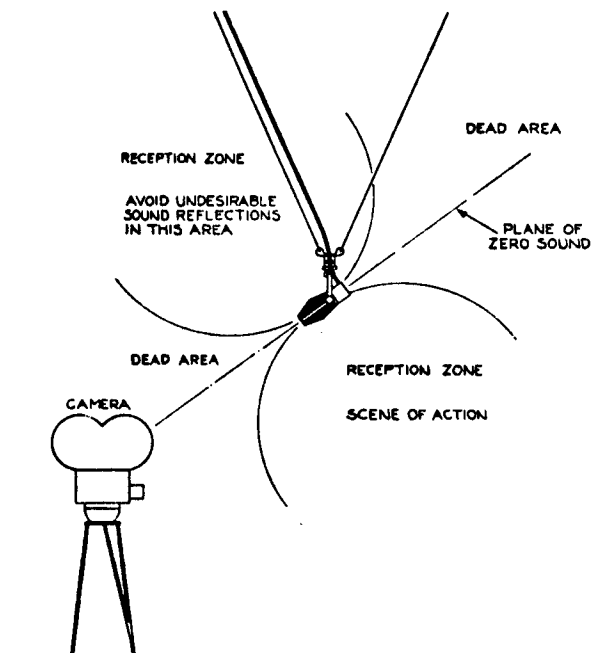 DEAD AREA
RECEPTION ZONE
AVOID UNDESIRABLE
SOUND REFLECTIONS
IN THIS AREA
PLANE OF
ZERO SOUND
DEAD AREA
RECEPTION ZONE
CAMERA
SCENE OF ACTION